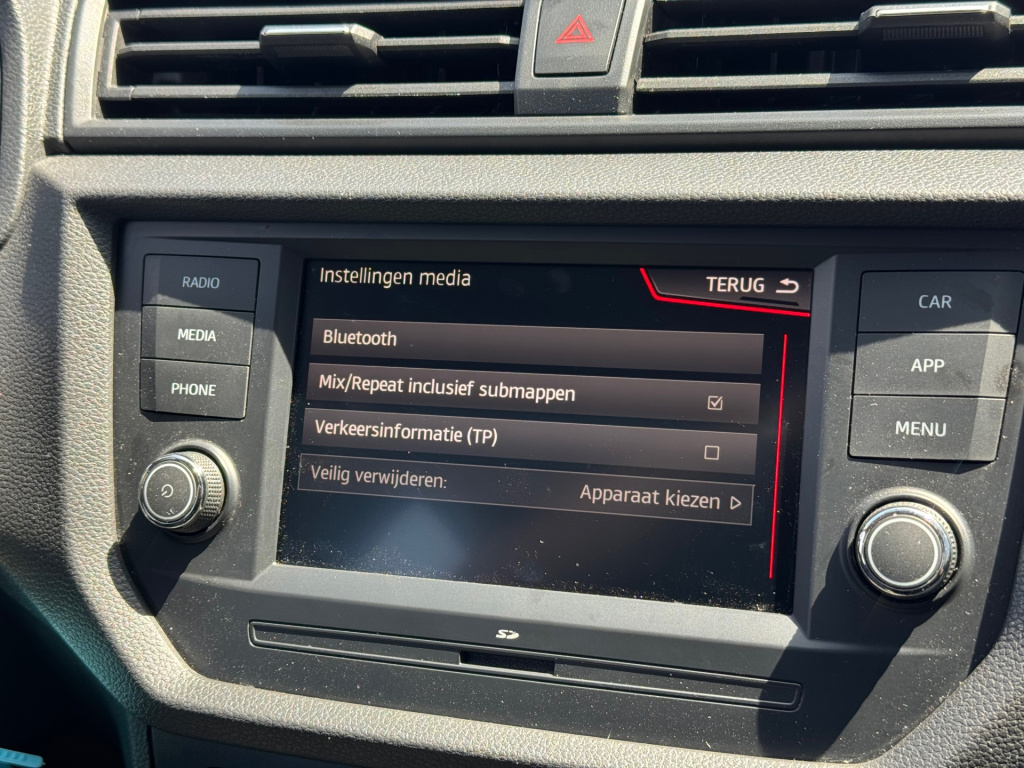 RADIO
MEDIA
PHONE
Instellingen media
TERUG
Bluetooth
Mix/Repeat inclusief submappen
Verkeersinformatie (TP)
Veilig verwijderen:
Apparaat kiezen
CAR
APP
MENU
SD